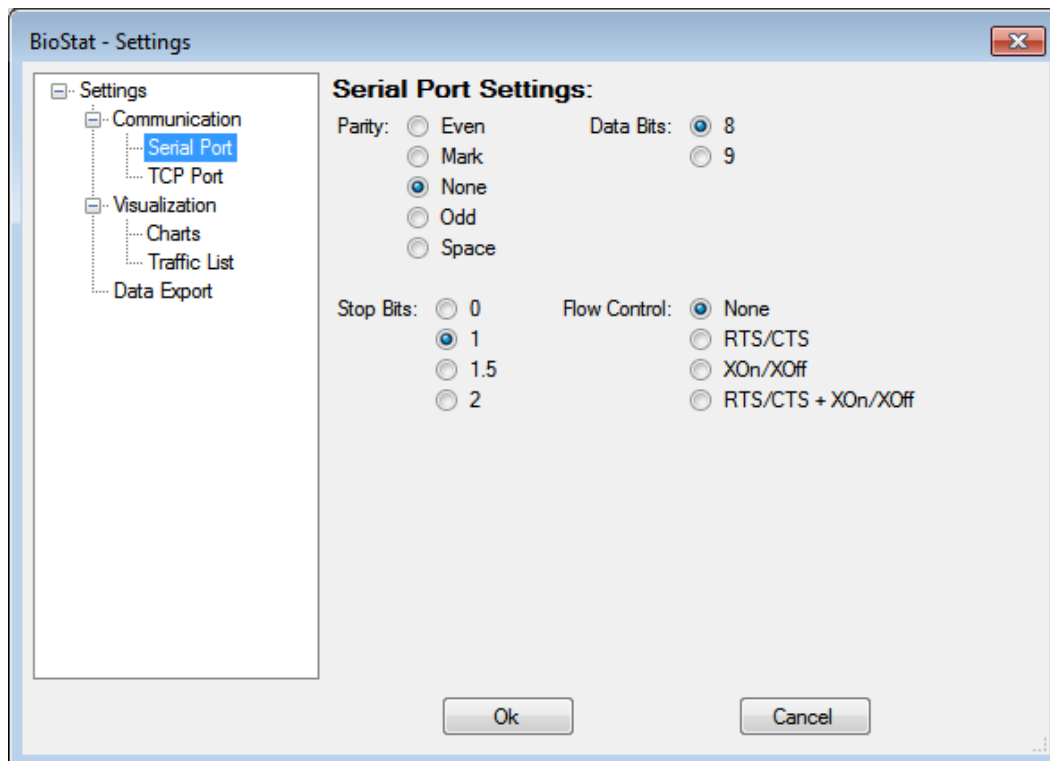 BioStat - Settings
Settings
Communication
Serial Port
TCP Port
Visualization
Charts
Traffic List
Data Export
Serial Port Settings:
Parity: Even
Mark
None
Odd
Space
Data Bits: 8
9
Stop Bits: 0
1
1.5
2
Flow Control: None
RTS/CTS
XOn/XOff
RTS/CTS + XOn/XOff
Ok
Cancel